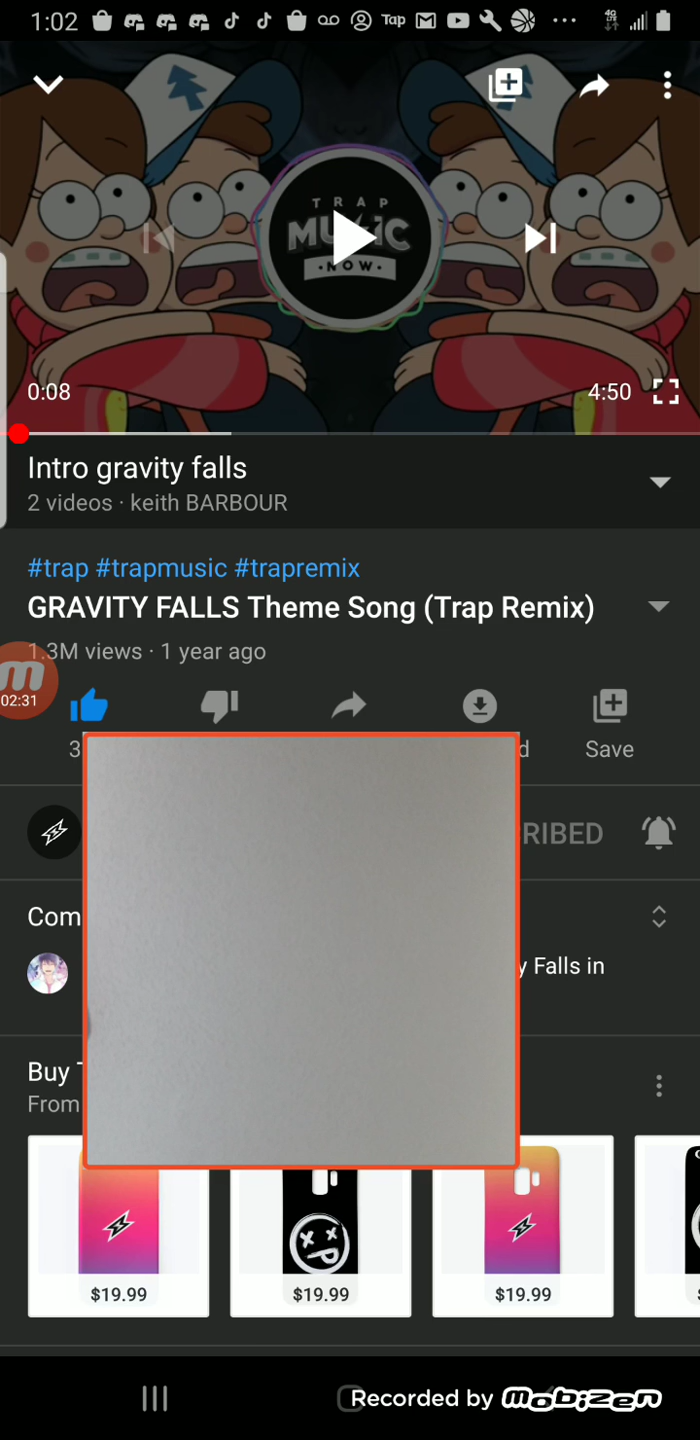 1:02
Tap
4G
LTE
TRAP
MUSIC
NOW
0:08
4:50
Intro gravity falls
2 videos · keith BARBOUR
#trap #trapmusic #trapremix
GRAVITY FALLS Theme Song (Trap Remix)
1.3M views · 1 year ago
02:31
Save
Com
y Falls in
Buy
From
$19.99
$19.99
$19.99
Recorded by mobizen